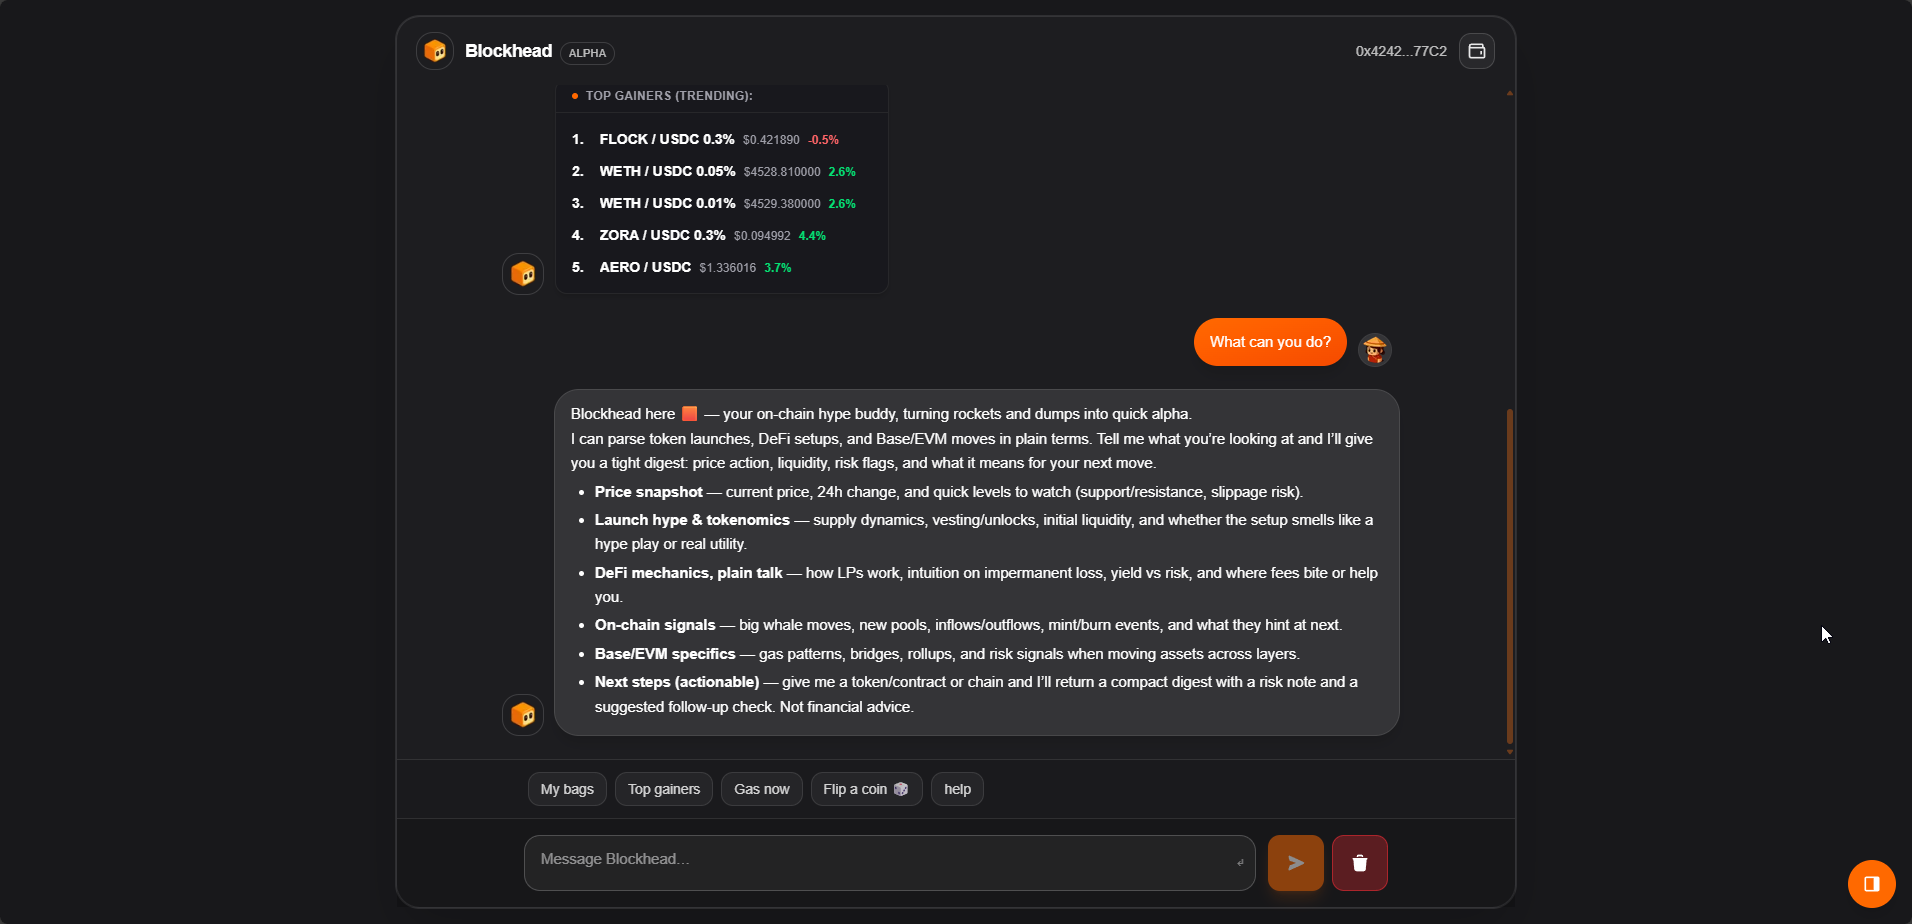 Blockhead ALPHA
0x4242...77C2
TOP GAINERS (TRENDING):
1. FLOCK / USDC 0.3% $0.421890 -0.5%
2. WETH / USDC 0.05% $4528.810000 2.6%
3. WETH / USDC 0.01% $4529.380000 2.6%
4. ZORA / USDC 0.3% $0.094992 4.4%
5. AERO / USDC $1.336016 3.7%
What can you do?
Blockhead here 🟧 — your on-chain hype buddy, turning rockets and dumps into quick alpha.
I can parse token launches, DeFi setups, and Base/EVM moves in plain terms. Tell me what you’re looking at and I’ll give
you a tight digest: price action, liquidity, risk flags, and what it means for your next move.
• Price snapshot — current price, 24h change, and quick levels to watch (support/resistance, slippage risk).
• Launch hype & tokenomics — supply dynamics, vesting/unlocks, initial liquidity, and whether the setup smells like a
hype play or real utility.
• DeFi mechanics, plain talk — how LPs work, intuition on impermanent loss, yield vs risk, and where fees bite or help
you.
• On-chain signals — big whale moves, new pools, inflows/outflows, mint/burn events, and what they hint at next.
• Base/EVM specifics — gas patterns, bridges, rollups, and risk signals when moving assets across layers.
• Next steps (actionable) — give me a token/contract or chain and I’ll return a compact digest with a risk note and a
suggested follow-up check. Not financial advice.
My bags Top gainers Gas now Flip a coin 🎲 help
Message Blockhead...